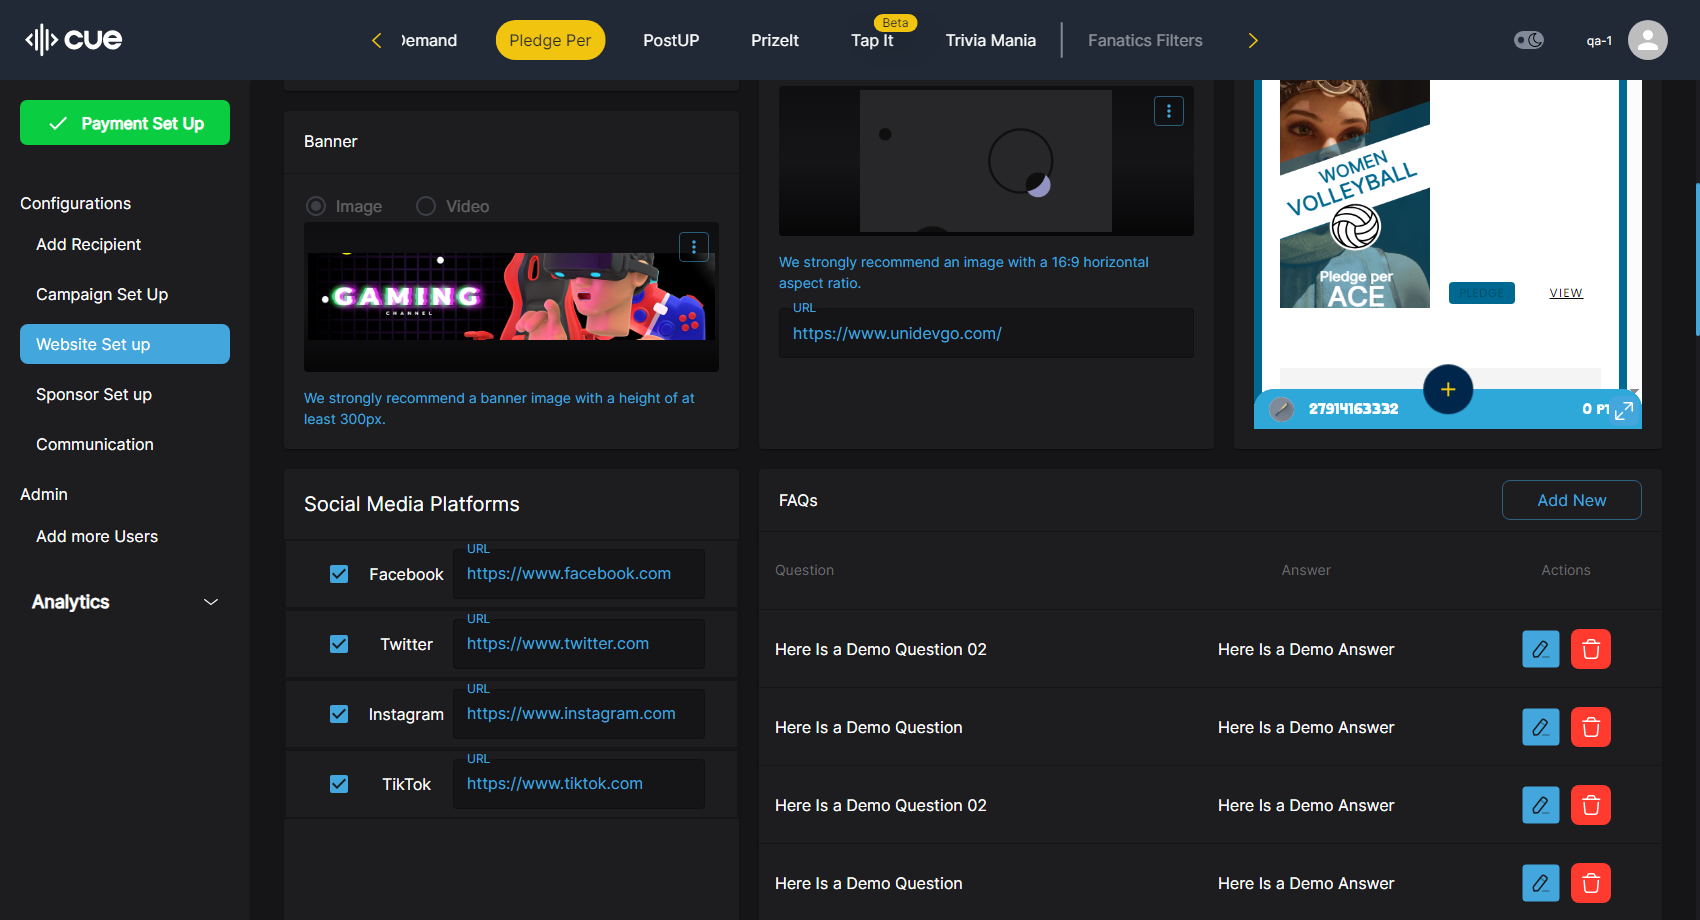 cue
Demand
Pledge Per
PostUP
PrizeIt
Beta
Tap It
Trivia Mania
Fanatics Filters
qa-1
Payment Set Up
Configurations
Add Recipient
Campaign Set Up
Website Set up
Sponsor Set up
Communication
Admin
Add more Users
Analytics
Banner
Image
Video
GAMING
CHANNEL
We strongly recommend a banner image with a height of at
least 300px.
We strongly recommend an image with a 16:9 horizontal
aspect ratio.
URL
https://www.unidevgo.com/
WOMEN
VOLLEYBALL
Pledge per
ACE
PLEDGE
VIEW
27914163332
0 PT
Social Media Platforms
Facebook
URL
https://www.facebook.com
Twitter
URL
https://www.twitter.com
Instagram
URL
https://www.instagram.com
TikTok
URL
https://www.tiktok.com
FAQs
Add New
Question Answer Actions
Here Is a Demo Question 02 Here Is a Demo Answer
Here Is a Demo Question Here Is a Demo Answer
Here Is a Demo Question 02 Here Is a Demo Answer
Here Is a Demo Question Here Is a Demo Answer